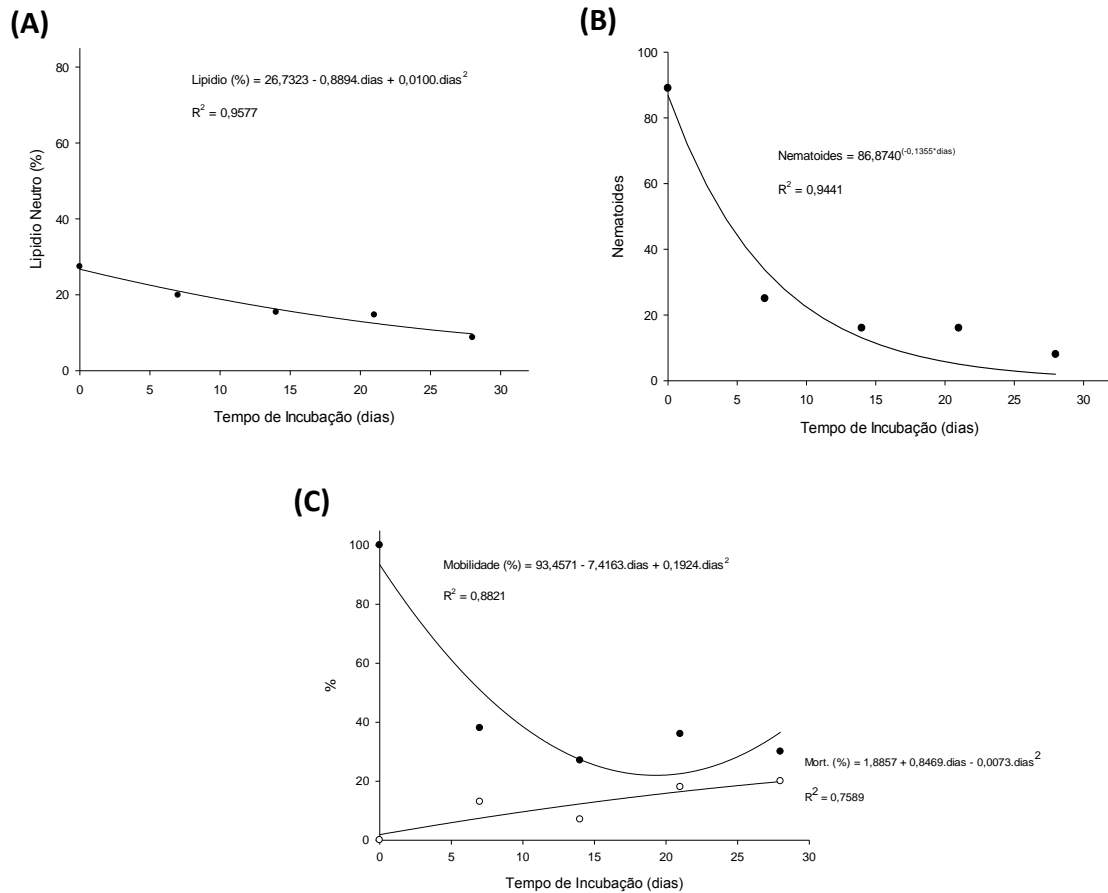 (A)
80
60
40
20
0
Lipidio Neutro (%)
Lipidio (%) = 26,7323 - 0,8894.dias + 0,0100.dias²
R² = 0,9577
0 5 10 15 20 25 30
Tempo de Incubação (dias)
(B)
100
80
60
40
20
0
Nematoides
Nematoides = 86,8740⁽⁻⁰,¹³⁵⁵*ᵈⁱᵃˢ⁾
R² = 0,9441
0 5 10 15 20 25 30
Tempo de Incubação (dias)
(C)
100
80
60
40
20
0
%
Mobilidade (%) = 93,4571 - 7,4163.dias + 0,1924.dias²
R² = 0,8821
Mort. (%) = 1,8857 + 0,8469.dias - 0,0073.dias²
R² = 0,7589
0 5 10 15 20 25 30
Tempo de Incubação (dias)